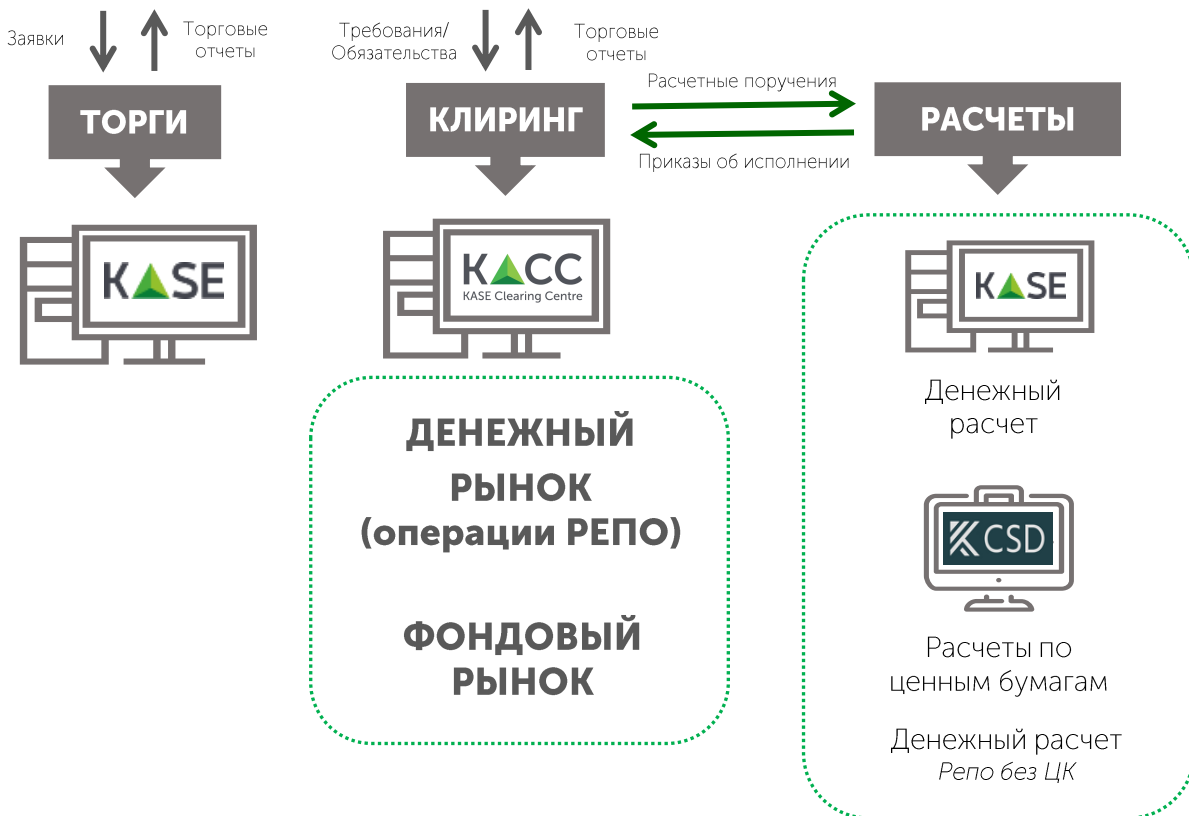 Заявки
Торговые
отчеты
Требования/
Обязательства
Торговые
отчеты
Расчетные поручения
ТОРГИ
КЛИРИНГ
РАСЧЕТЫ
Приказы об исполнении
KASE
KACC
KASE Clearing Centre
KASE
Денежный
расчет
ДЕНЕЖНЫЙ
РЫНОК
(операции РЕПО)
ФОНДОВЫЙ
РЫНОК
CSD
Расчеты по
ценным бумагам
Денежный расчет
Репо без ЦК